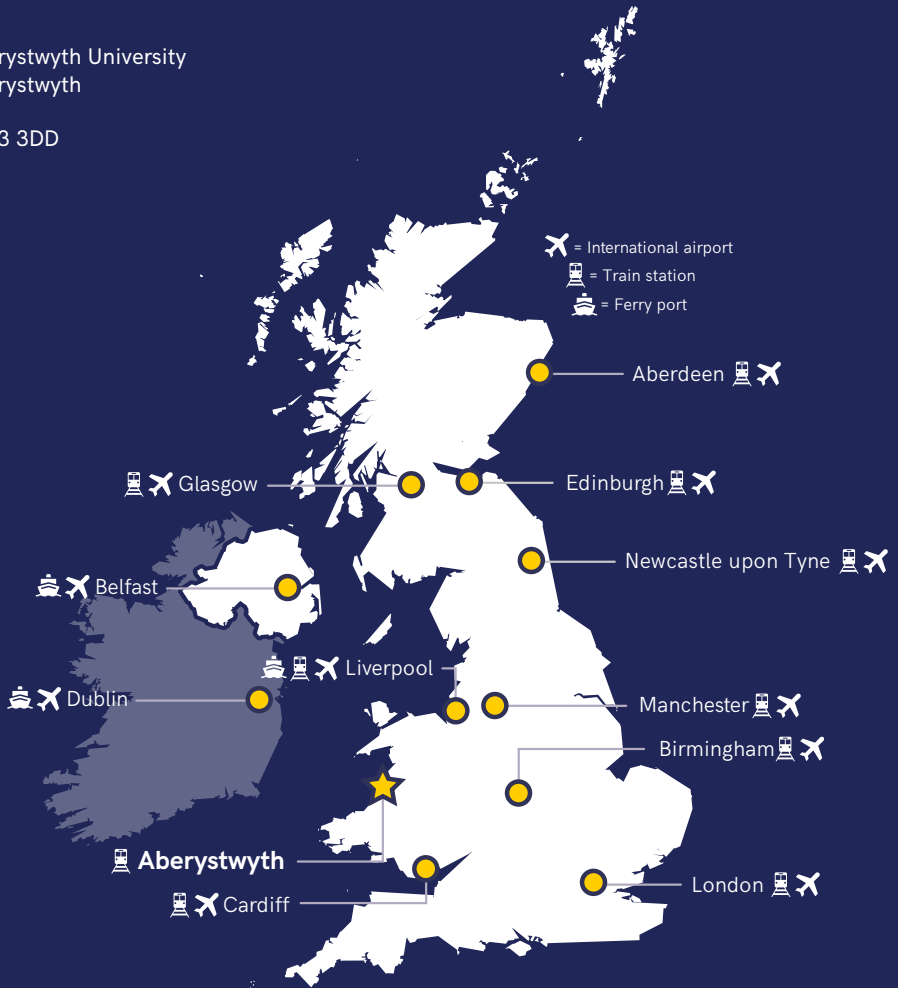 rystwyth University
rystwyth
3 3DD
= International airport
= Train station
= Ferry port
Aberdeen
Glasgow
Edinburgh
Newcastle upon Tyne
Belfast
Liverpool
Dublin
Manchester
Birmingham
Aberystwyth
London
Cardiff